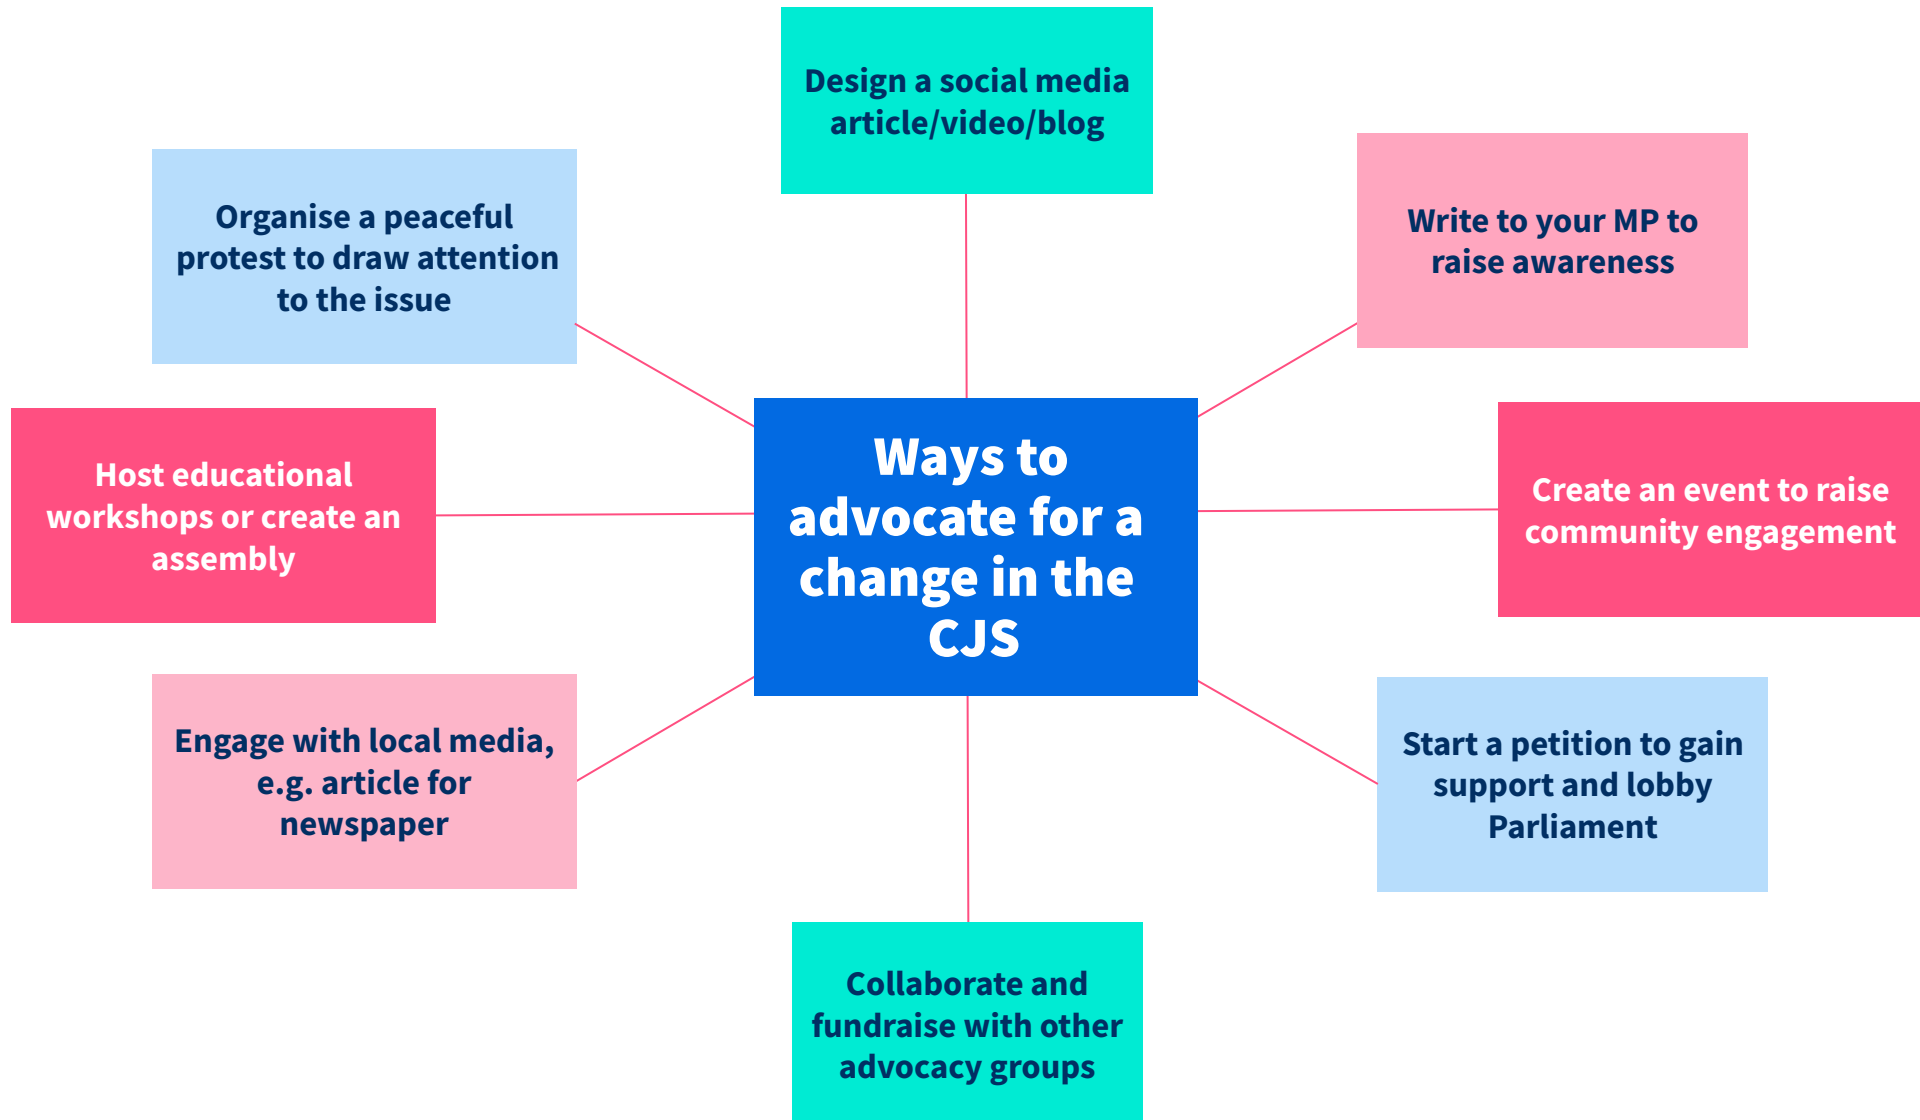 Design a social media
article/video/blog
Organise a peaceful
protest to draw attention
to the issue
Write to your MP to
raise awareness
Ways to
advocate for a
change in the
CJS
Host educational
workshops or create an
assembly
Create an event to raise
community engagement
Engage with local media,
e.g. article for
newspaper
Start a petition to gain
support and lobby
Parliament
Collaborate and
fundraise with other
advocacy groups